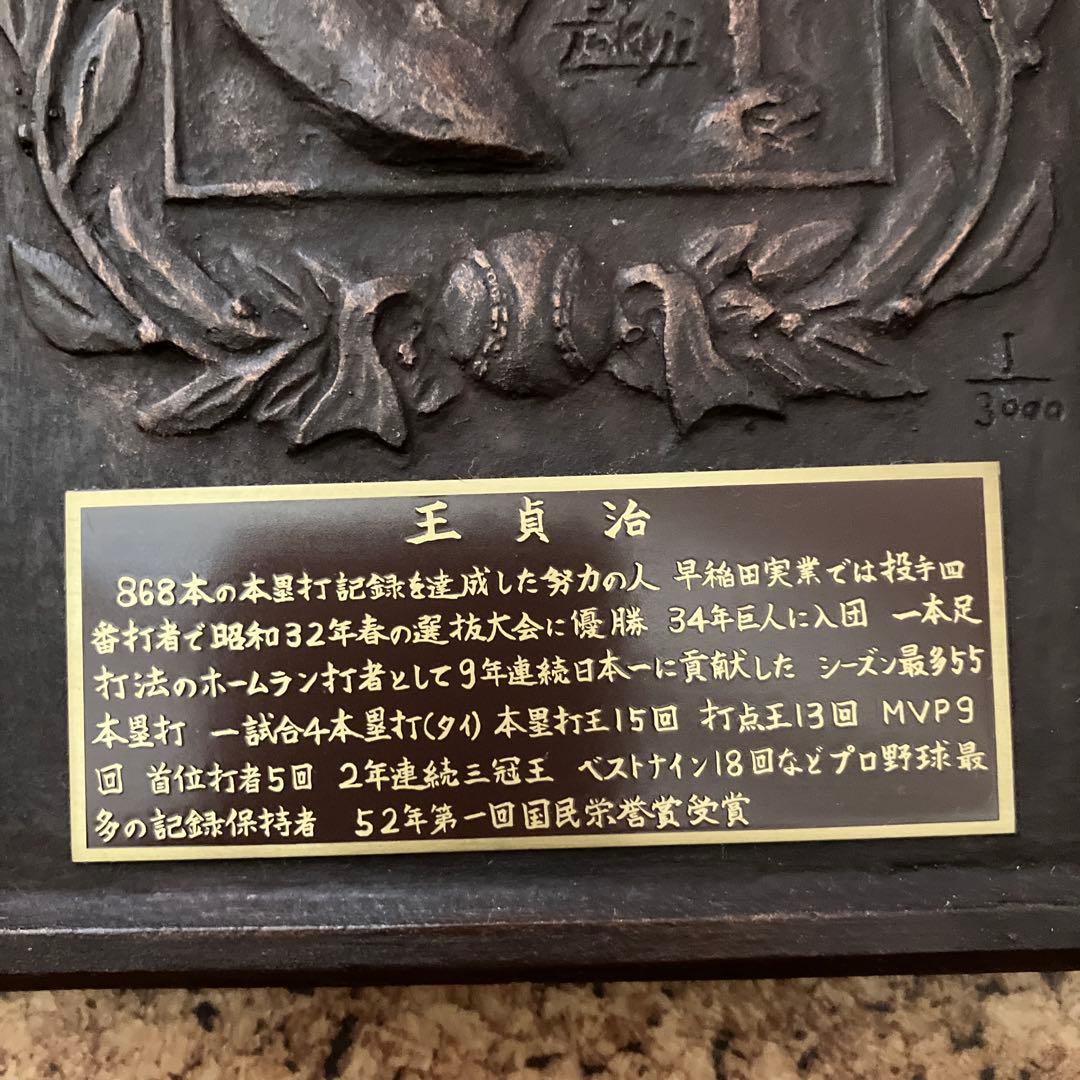 1/3000
王貞治
868本の本塁打記録を達成した努力の人 早稲田実業では投手四
番打者で昭和32年春の選抜大会に優勝 34年巨人に入団 一本足
打法のホームラン打者として9年連続日本一に貢献した シーズン最多55
本塁打 一試合4本塁打(タイ) 本塁打王15回 打点王13回 MVP9
回 首位打者5回 2年連続三冠王 ベストナイン18回などプロ野球最
多の記録保持者 52年第一回国民栄誉賞受賞